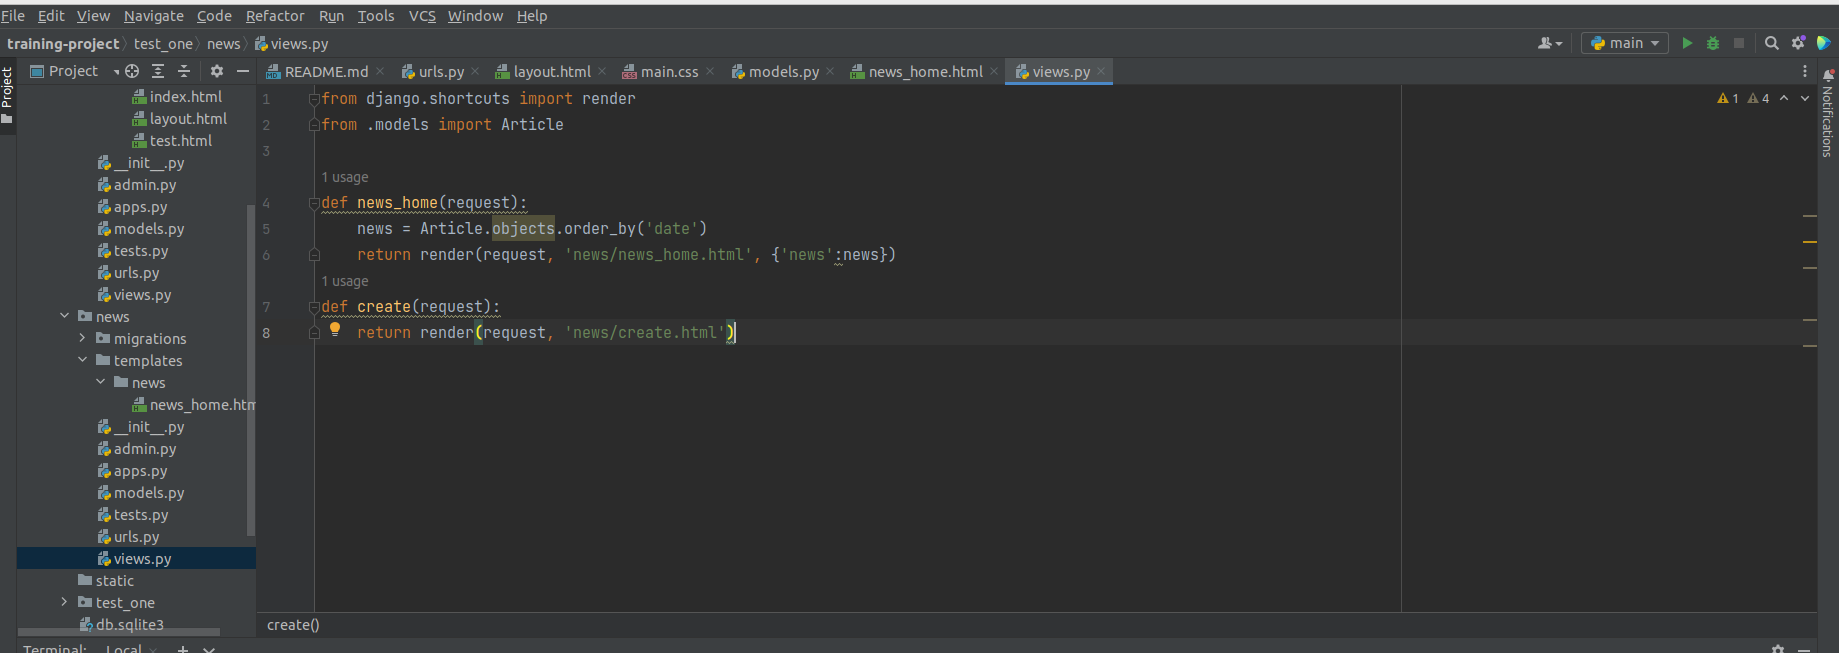 File Edit View Navigate Code Refactor Run Tools VCS Window Help
training-project test_one news views.py
main
Project
README.md urls.py layout.html main.css models.py news_home.html views.py
Project
index.html
layout.html
test.html
__init__.py
admin.py
apps.py
models.py
tests.py
urls.py
views.py
news
migrations
templates
news
news_home.htm
__init__.py
admin.py
apps.py
models.py
tests.py
urls.py
views.py
static
test_one
db.sqlite3
1 from django.shortcuts import render
2 from .models import Article
3
1 usage
4 def news_home(request):
5 news = Article.objects.order_by('date')
6 return render(request, 'news/news_home.html', {'news':news})
1 usage
7 def create(request):
8 return render(request, 'news/create.html')
1 4
Notifications
create()
Terminal: Local